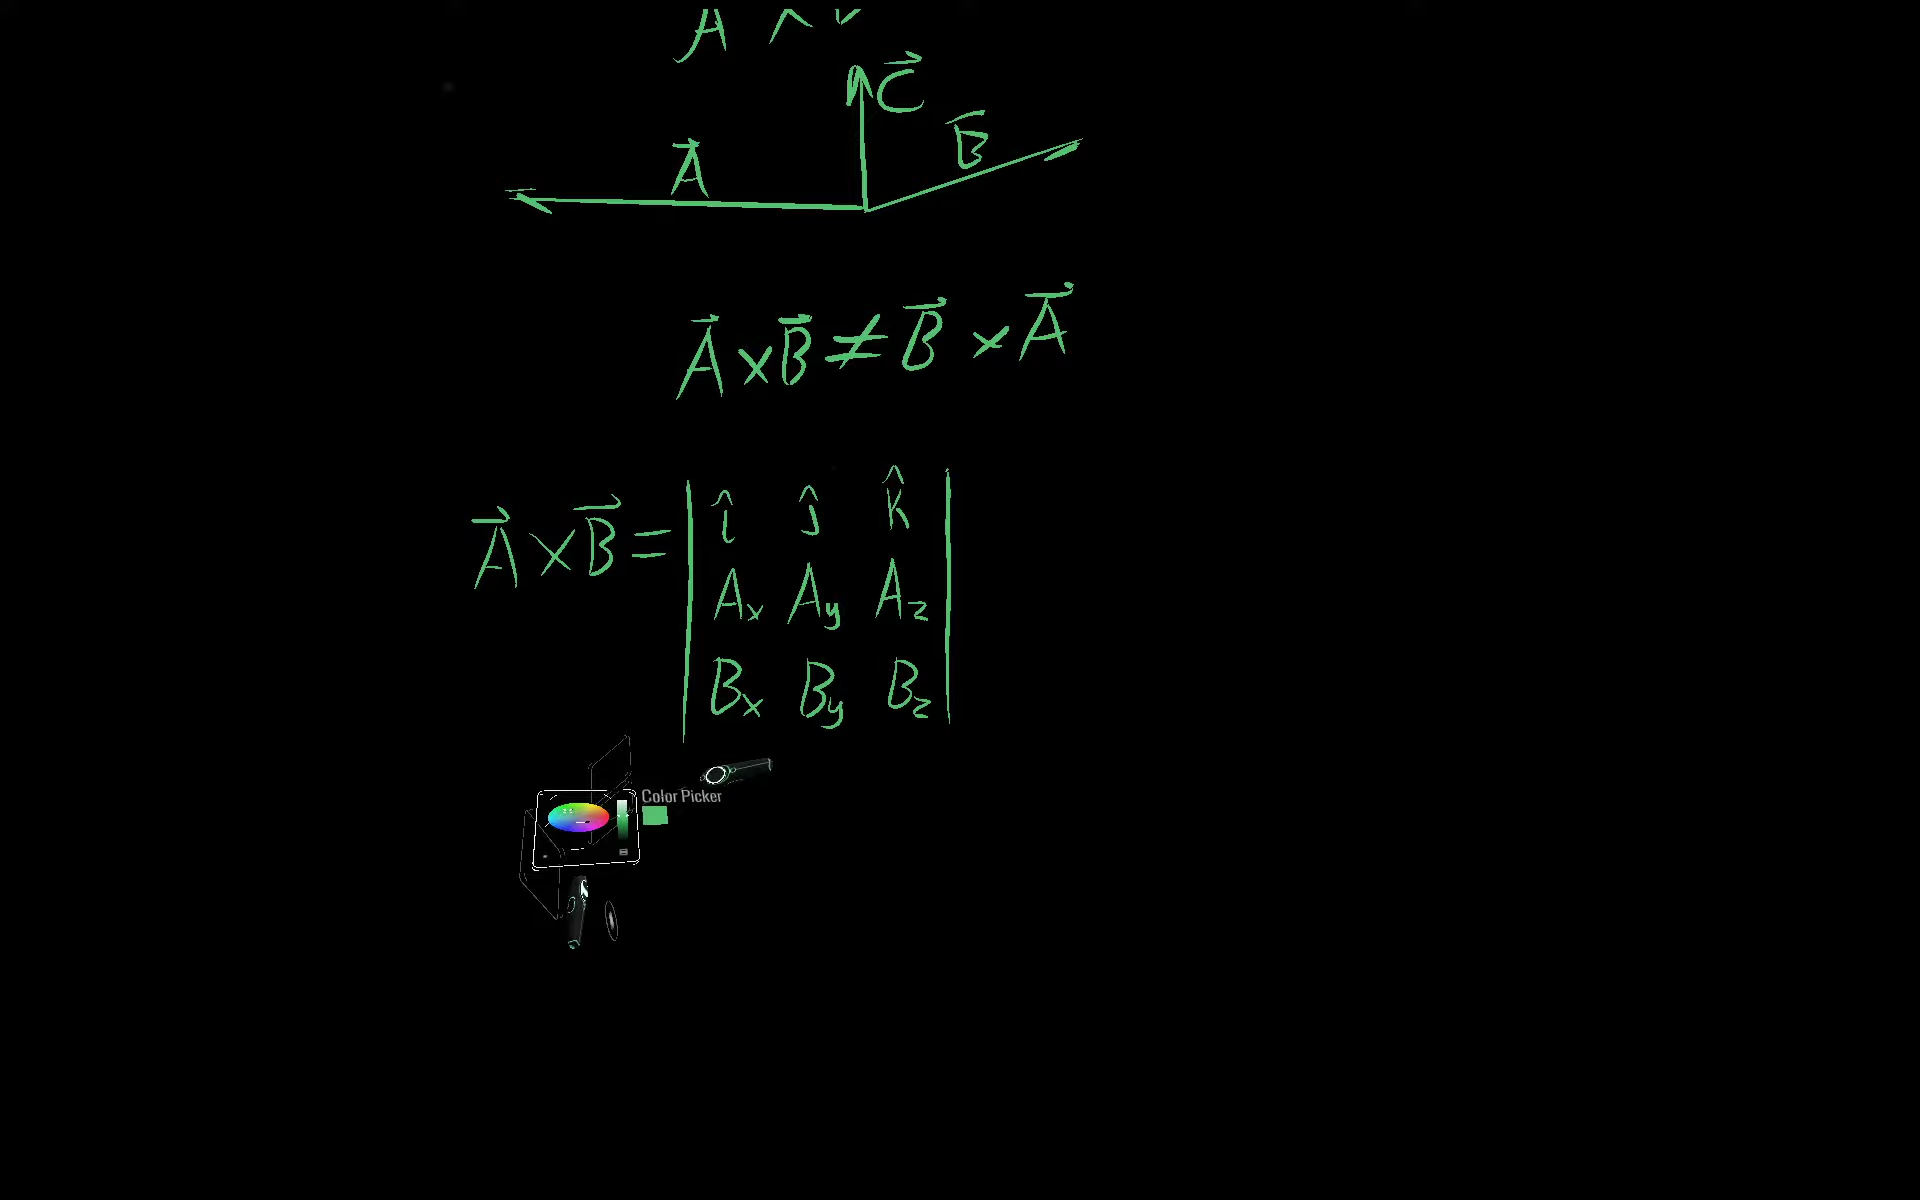 A⃗ C⃗ B⃗
A⃗ × B⃗ ≠ B⃗ × A⃗
A⃗ × B⃗ = | î ĵ k̂ |
| Ax Ay Az |
| Bx By Bz |
Color Picker